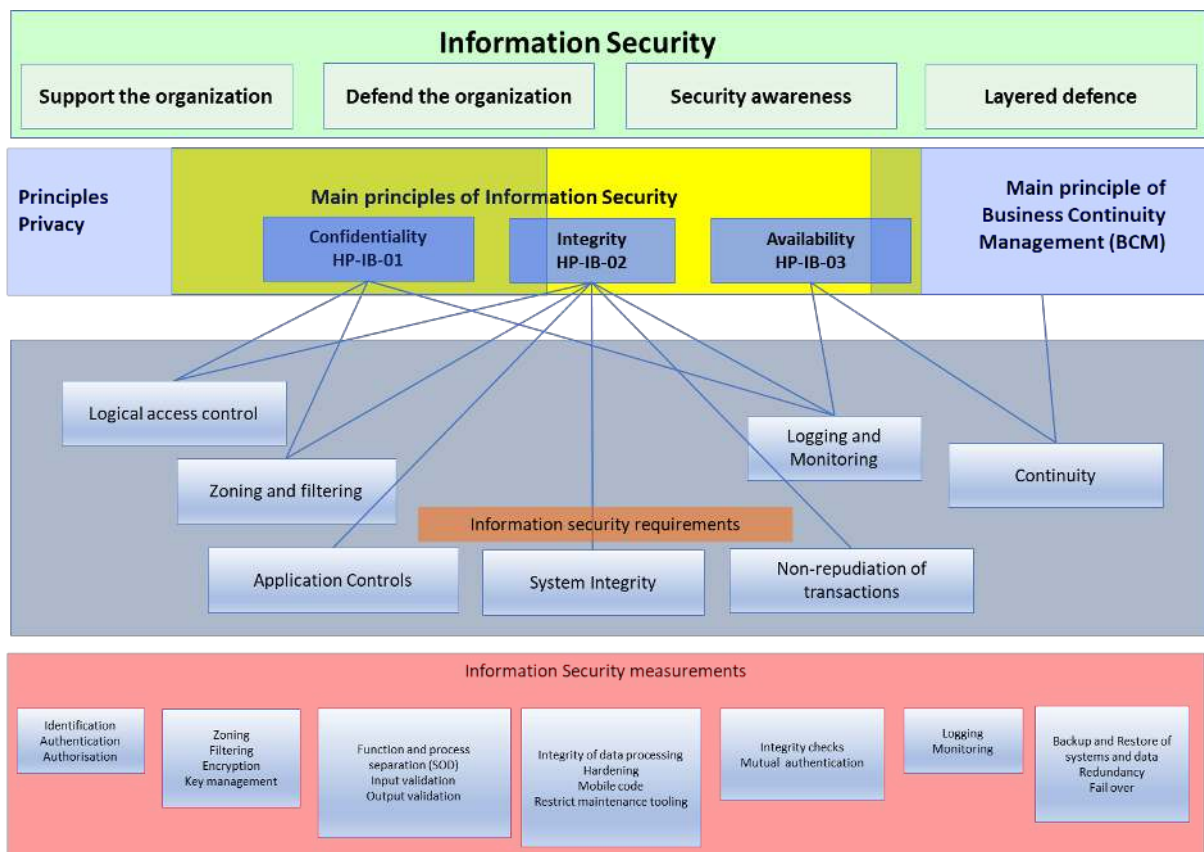 Information Security
Support the organization
Defend the organization
Security awareness
Layered defence
Principles
Privacy
Main principles of Information Security
Confidentiality
HP-IB-01
Integrity
HP-IB-02
Availability
HP-IB-03
Main principle of
Business Continuity
Management (BCM)
Logical access control
Zoning and filtering
Logging and
Monitoring
Continuity
Information security requirements
Application Controls
System Integrity
Non-repudiation of
transactions
Information Security measurements
Identification
Authentication
Authorisation
Zoning
Filtering
Encryption
Key management
Function and process
separation (SOD)
Input validation
Output validation
Integrity of data processing
Hardening
Mobile code
Restrict maintenance tooling
Integrity checks
Mutual authentication
Logging
Monitoring
Backup and Restore of
systems and data
Redundancy
Fail over